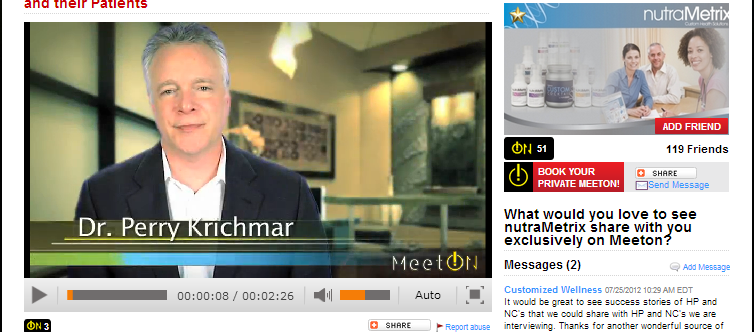 and their Patients
Dr. Perry Krichmar
MeetON
00:00:08 / 00:02:26
Auto
ON 3
SHARE
Report abuse
nutraMetrix
Custom Health Solutions
ADD FRIEND
ON 51
119 Friends
BOOK YOUR
PRIVATE MEETON!
SHARE
Send Message
What would you love to see
nutraMetrix share with you
exclusively on Meeton?
Messages (2)
Add Message
Customized Wellness 07/25/2012 10:29 AM EDT
It would be great to see success stories of HP and
NC's that we could share with HP and NC's we are
interviewing. Thanks for another wonderful source of